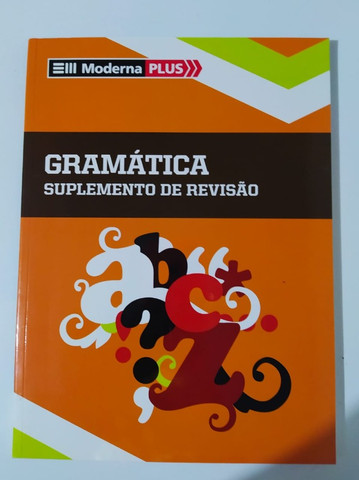 Moderna PLUS
GRAMÁTICA
SUPLEMENTO DE REVISÃO
a b c
z